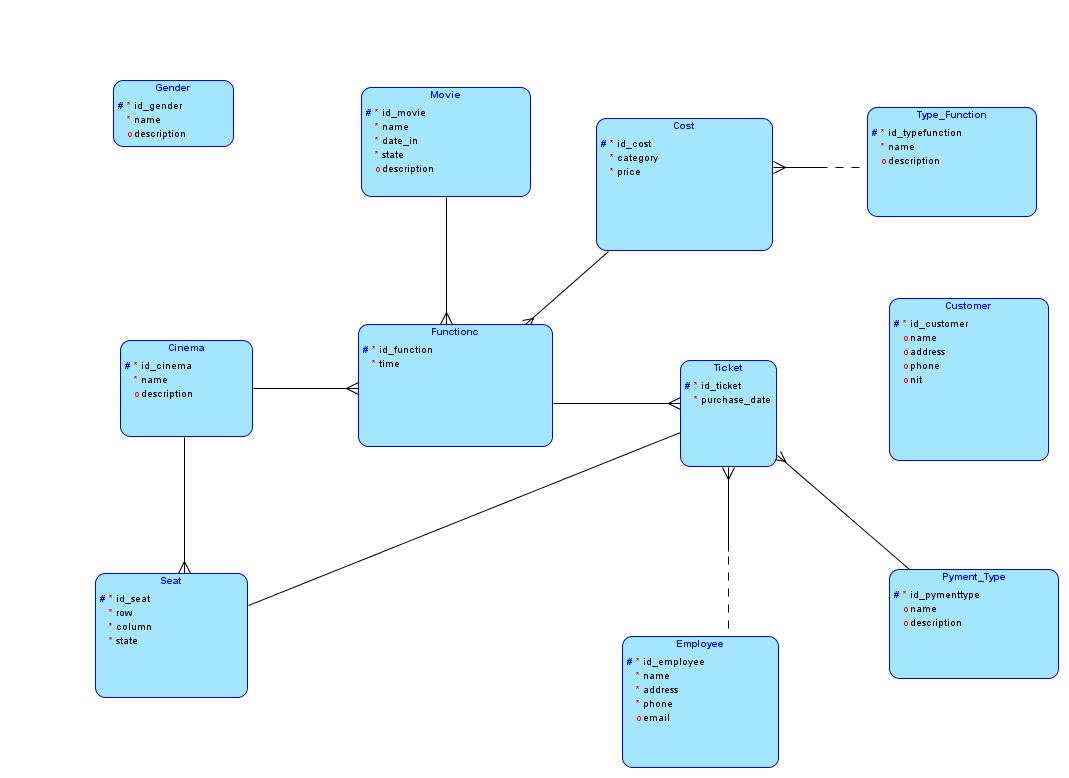 Gender
# * id_gender
* name
o description
Movie
# * id_movie
* name
* date_in
* state
o description
Cost
# * id_cost
* category
* price
Type_Function
# * id_typefunction
* name
o description
Customer
# * id_customer
o name
o address
o phone
o nit
Functionc
# * id_function
* time
Cinema
# * id_cinema
* name
o description
Ticket
# * id_ticket
* purchase_date
Seat
# * id_seat
* row
* column
* state
Pyment_Type
# * id_pymenttype
o name
o description
Employee
# * id_employee
* name
* address
* phone
o email